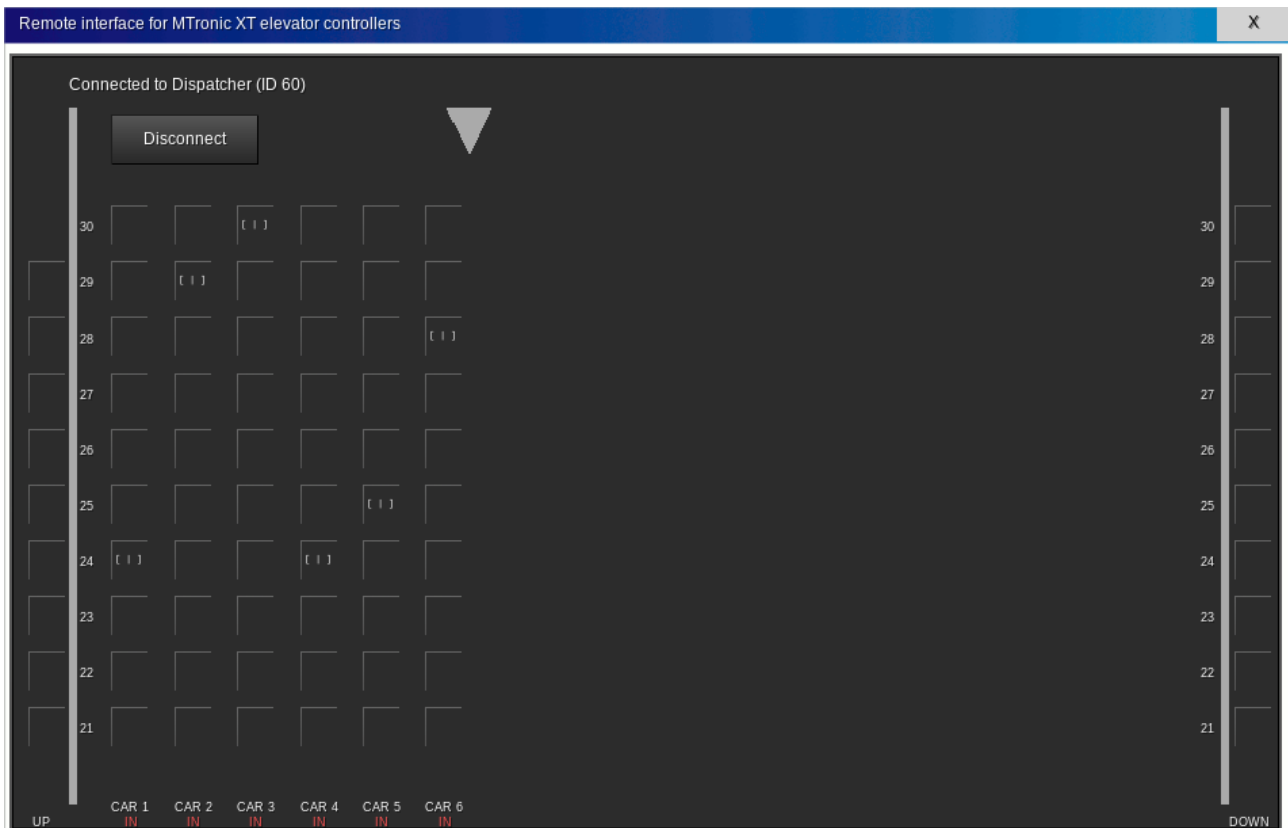 Remote interface for MTronic XT elevator controllers X
Connected to Dispatcher (ID 60)
Disconnect
30 [ I ] 30
29 [ I ] 29
28 [ I ] 28
27 27
26 26
25 [ I ] 25
24 [ I ] [ I ] 24
23 23
22 22
21 21
CAR 1 CAR 2 CAR 3 CAR 4 CAR 5 CAR 6
UP IN IN IN IN IN IN DOWN